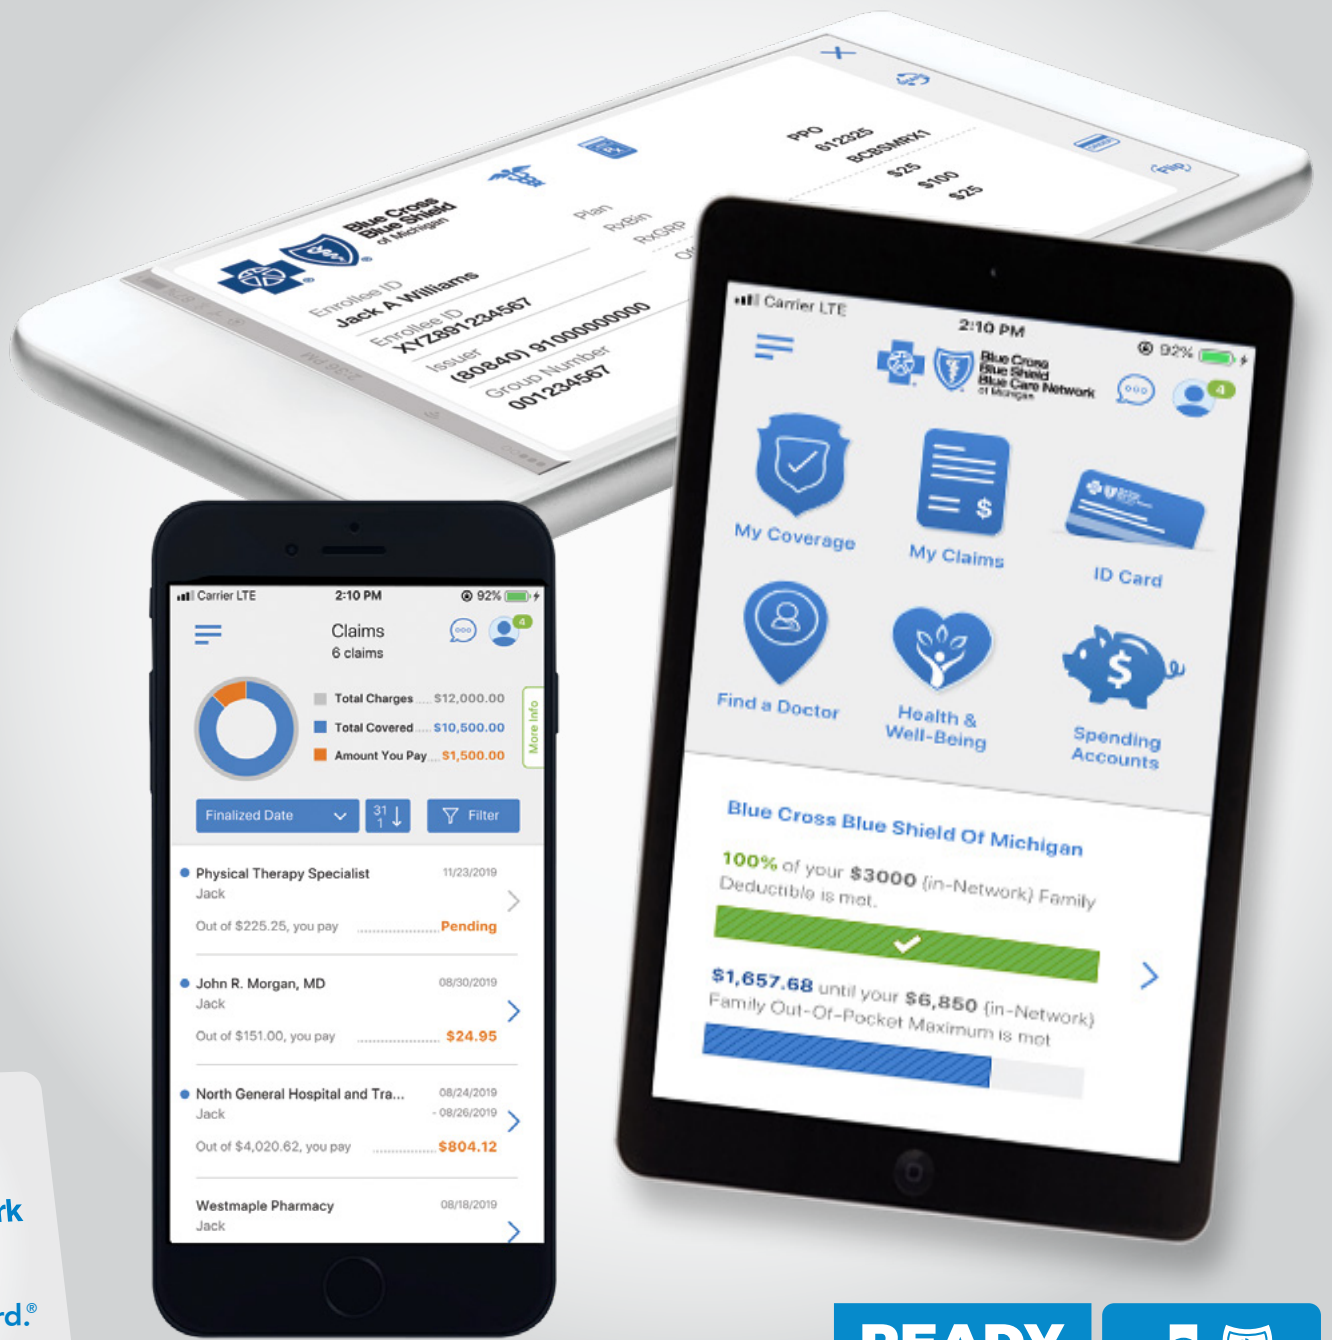 Blue Cross
Blue Shield
of Michigan
Rx
Flip
Enrollee ID
Jack A Williams
Enrollee ID
XYZ891234567
Issuer
(80840) 91000000000
Group Number
001234567
Plan
PPO
RxBin
612325
RxGRP
BCBSMRX1
$25
$100
$25
Carrier LTE
2:10 PM
92%
Blue Cross
Blue Shield
Blue Care Network
of Michigan
4
My Coverage
My Claims
ID Card
Find a Doctor
Health &
Well-Being
Spending
Accounts
Blue Cross Blue Shield Of Michigan
100% of your $3000 (in-Network) Family
Deductible is met.
$1,657.68 until your $6,850 (in-Network)
Family Out-Of-Pocket Maximum is met
Carrier LTE
2:10 PM
92%
Claims
6 claims
4
Total Charges .... $12,000.00
Total Covered .... $10,500.00
Amount You Pay ... $1,500.00
More Info
Finalized Date
31
1
Filter
Physical Therapy Specialist 11/23/2019
Jack
Out of $225.25, you pay Pending
John R. Morgan, MD 08/30/2019
Jack
Out of $151.00, you pay $24.95
North General Hospital and Tra... 08/24/2019
Jack - 08/26/2019
Out of $4,020.62, you pay $804.12
Westmaple Pharmacy 08/18/2019
Jack
rk
rd.®
READY